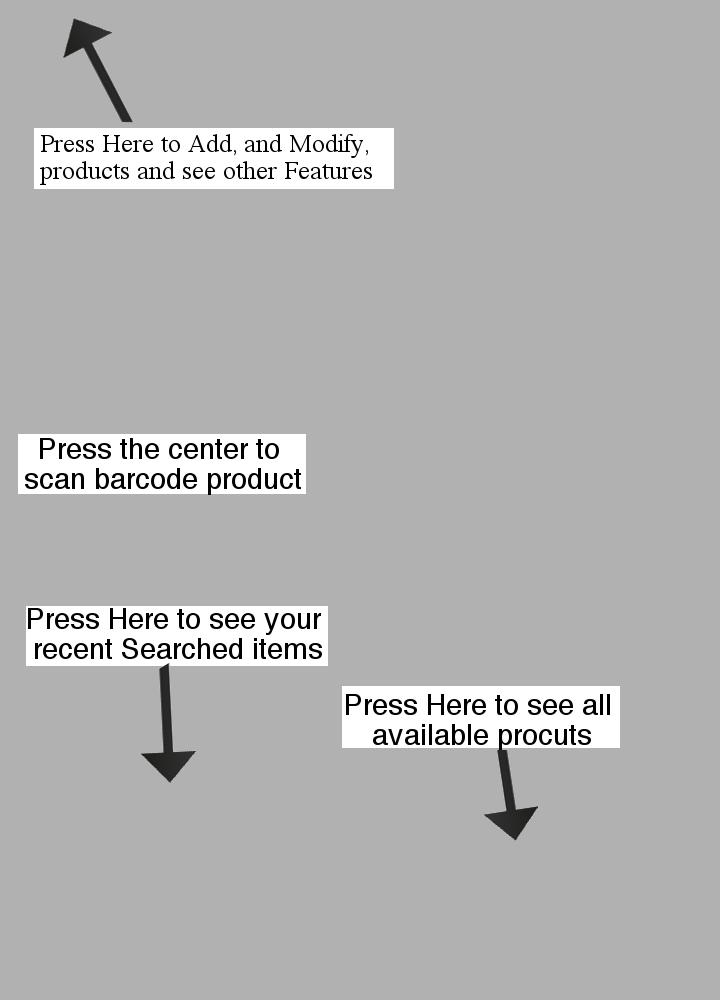 Press Here to Add, and Modify,
products and see other Features
Press the center to
scan barcode product
Press Here to see your
recent Searched items
Press Here to see all
available procuts